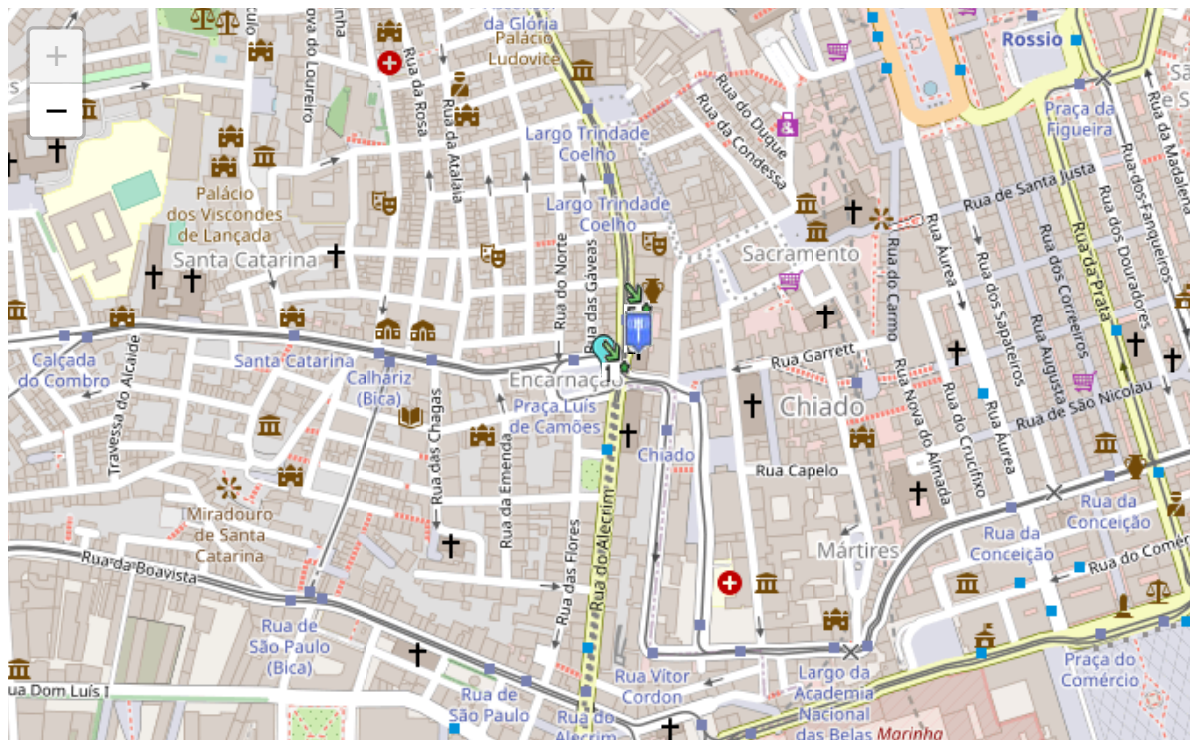 +
−
da Glória
Palácio
Ludovice
Rossio
Praça da
Figueira
Rua da Madalena
Rua da Rosa
Rua da Atalaia
Rua do Duque
Rua da Condessa
Largo Trindade
Coelho
Largo Trindade
Coelho
Rua de Santa Justa
Rua dos Fanqueiros
Rua dos Douradores
Palácio
dos Viscondes
de Lançada
Santa Catarina
Rua do Norte
Rua das Gáveas
Sacramento
Rua do Carmo
Rua Áurea
Rua dos Sapateiros
Rua dos Correeiros
Rua da Prata
Rua Augusta
Calçada
do Combro
Santa Catarina
Calhariz
(Bica)
Encarnação
Praça Luís
de Camões
Rua Garrett
Chiado
Rua Nova do Almada
Rua do Crucifixo
Rua Áurea
Rua de São Nicolau
Travessa do Alcaide
Rua das Chagas
Rua da Emenda
Chiado
Rua Capelo
Miradouro
de Santa
Catarina
Rua do Alecrim
Rua das Flores
Mártires
Rua da
Conceição
Rua da
Conceição
Rua da Boavista
Rua de
São Paulo
(Bica)
Rua Vítor
Cordon
Largo da
Academia
Nacional
das Belas
Marinha
Praça do
Comércio
Rua de
São Paulo
Rua do
Alecrim